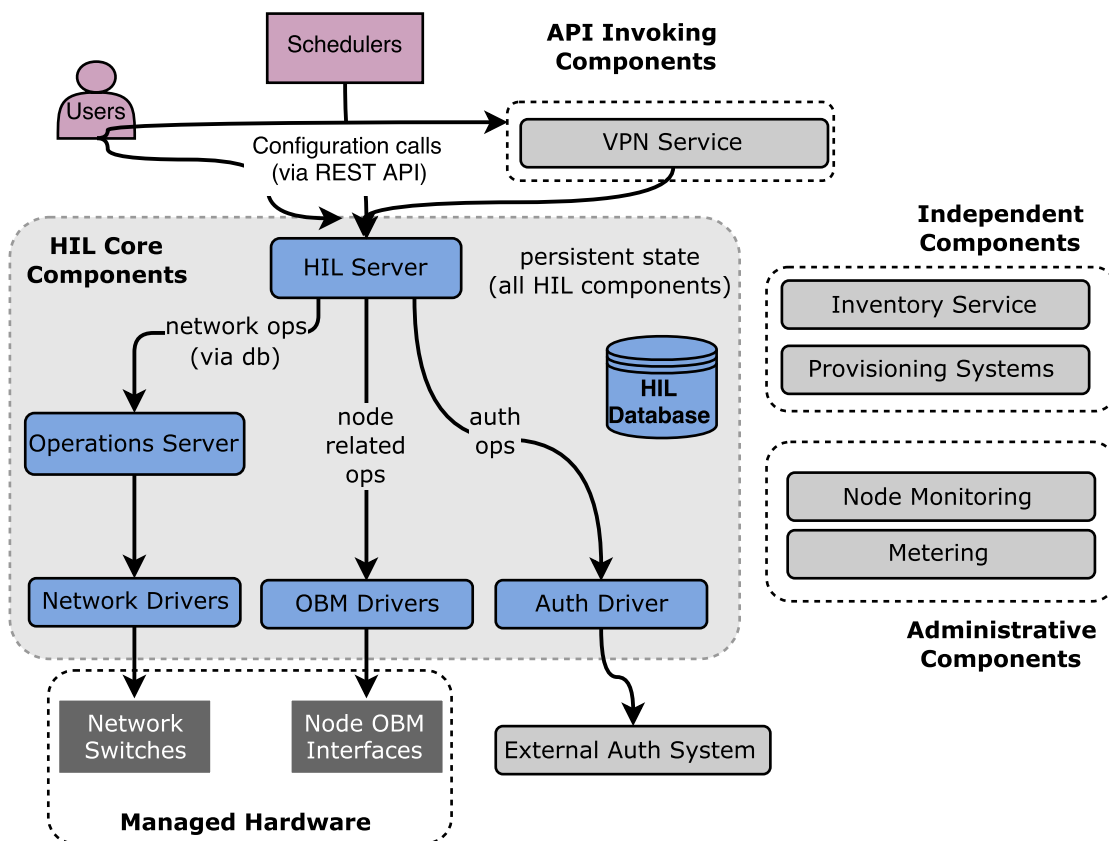 Schedulers
API Invoking
Components
Users
VPN Service
Configuration calls
(via REST API)
HIL Core
Components
HIL Server
persistent state
(all HIL components)
Independent
Components
Inventory Service
Provisioning Systems
network ops
(via db)
HIL
Database
node
related
ops
auth
ops
Operations Server
Node Monitoring
Metering
Administrative
Components
Network Drivers
OBM Drivers
Auth Driver
Network
Switches
Node OBM
Interfaces
External Auth System
Managed Hardware